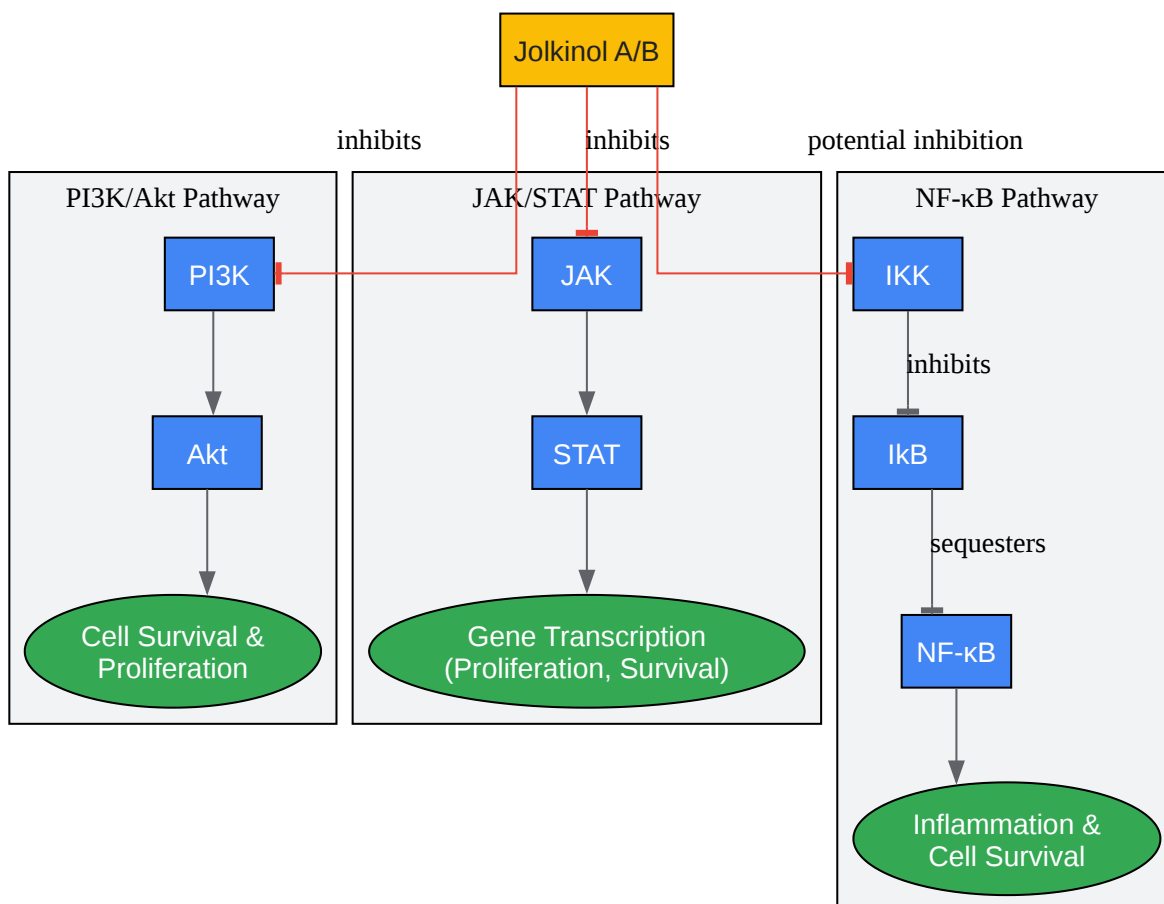 Jolkinol A/B
inhibits
inhibits
potential inhibition
PI3K/Akt Pathway
JAK/STAT Pathway
NF-κB Pathway
PI3K
JAK
IKK
inhibits
Akt
STAT
IkB
sequesters
Cell Survival &
Proliferation
Gene Transcription
(Proliferation, Survival)
NF-κB
Inflammation &
Cell Survival